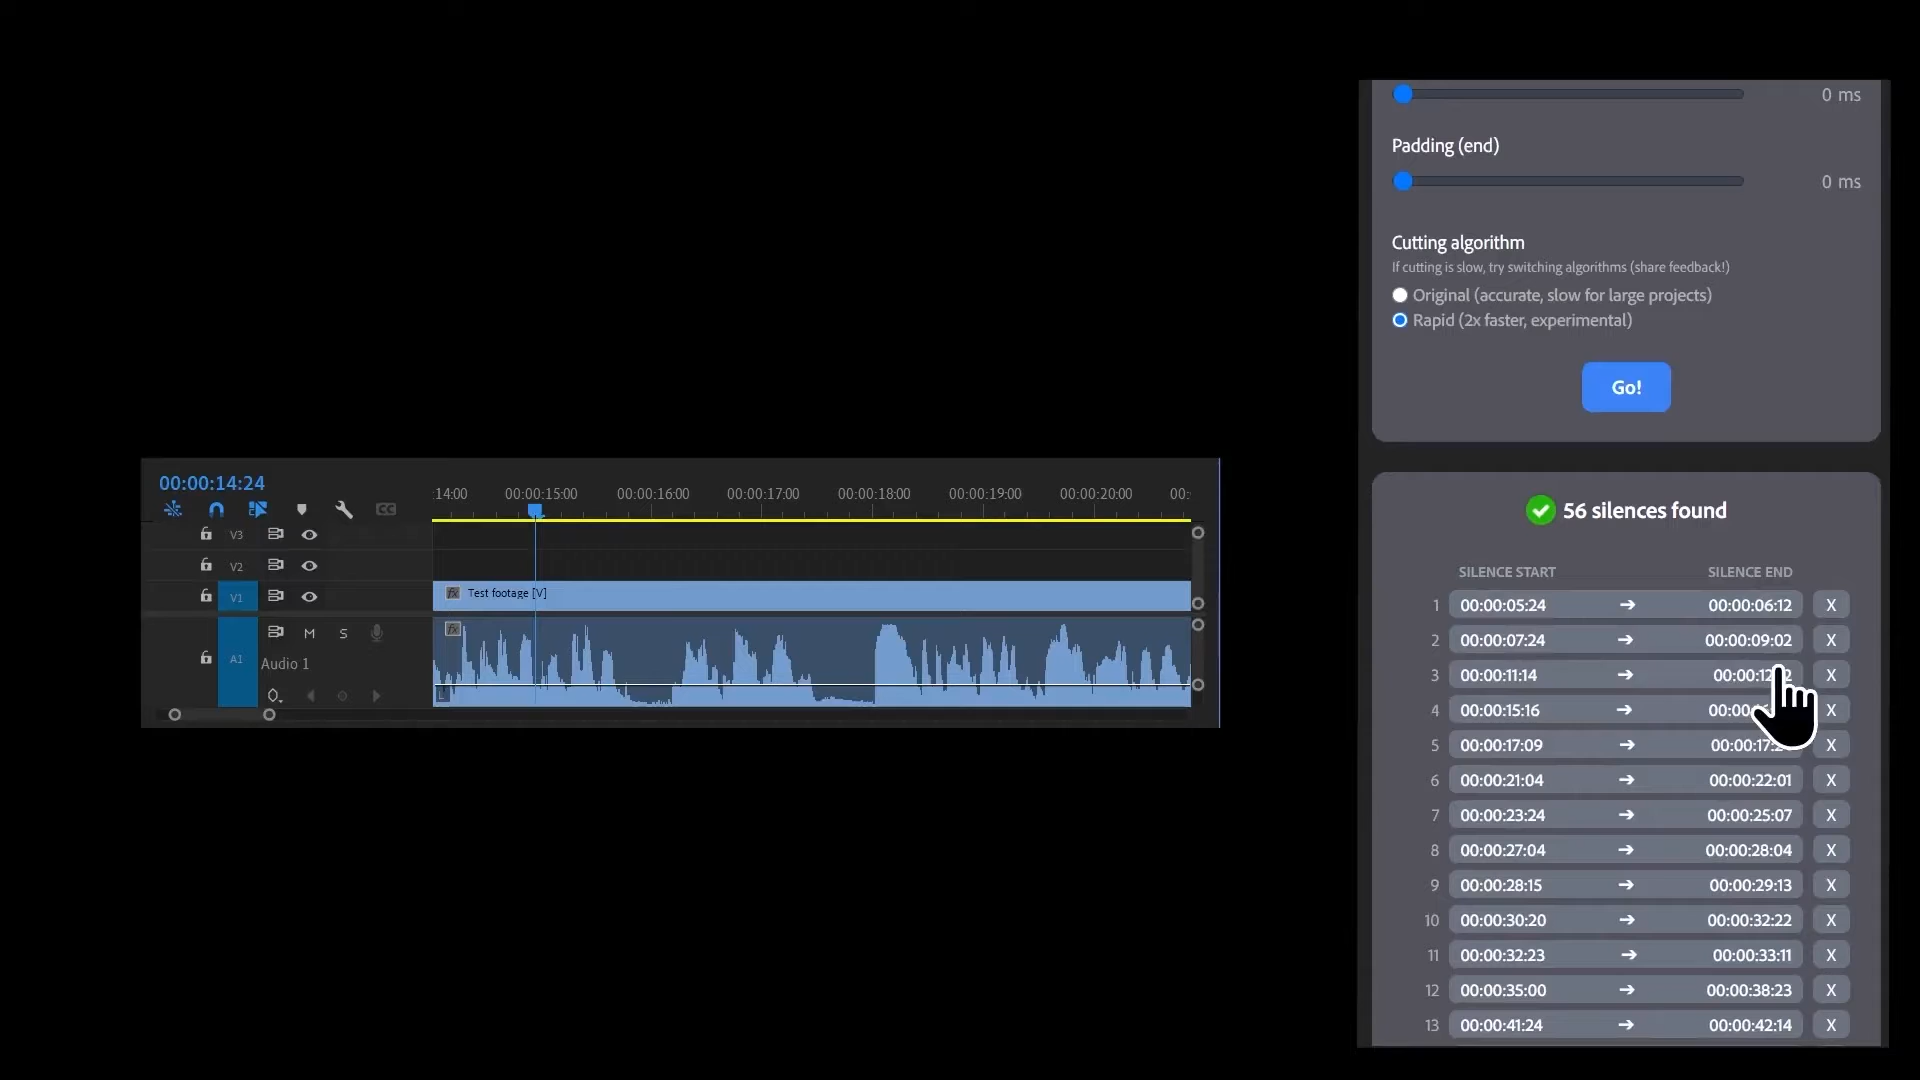 00:00:14:24
:14:00 00:00:15:00 00:00:16:00 00:00:17:00 00:00:18:00 00:00:19:00 00:00:20:00 00:
CC
V3
V2
V1
fx Test footage [V]
fx
M S
A1
Audio 1
L
0 ms
Padding (end)
0 ms
Cutting algorithm
If cutting is slow, try switching algorithms (share feedback!)
Original (accurate, slow for large projects)
Rapid (2x faster, experimental)
Go!
56 silences found
SILENCE START SILENCE END
1 00:00:05:24 → 00:00:06:12 X
2 00:00:07:24 → 00:00:09:02 X
3 00:00:11:14 → X
4 00:00:15:16 → X
5 00:00:17:09 → X
6 00:00:21:04 → 00:00:22:01 X
7 00:00:23:24 → 00:00:25:07 X
8 00:00:27:04 → 00:00:28:04 X
9 00:00:28:15 → 00:00:29:13 X
10 00:00:30:20 → 00:00:32:22 X
11 00:00:32:23 → 00:00:33:11 X
12 00:00:35:00 → 00:00:38:23 X
13 00:00:41:24 → 00:00:42:14 X